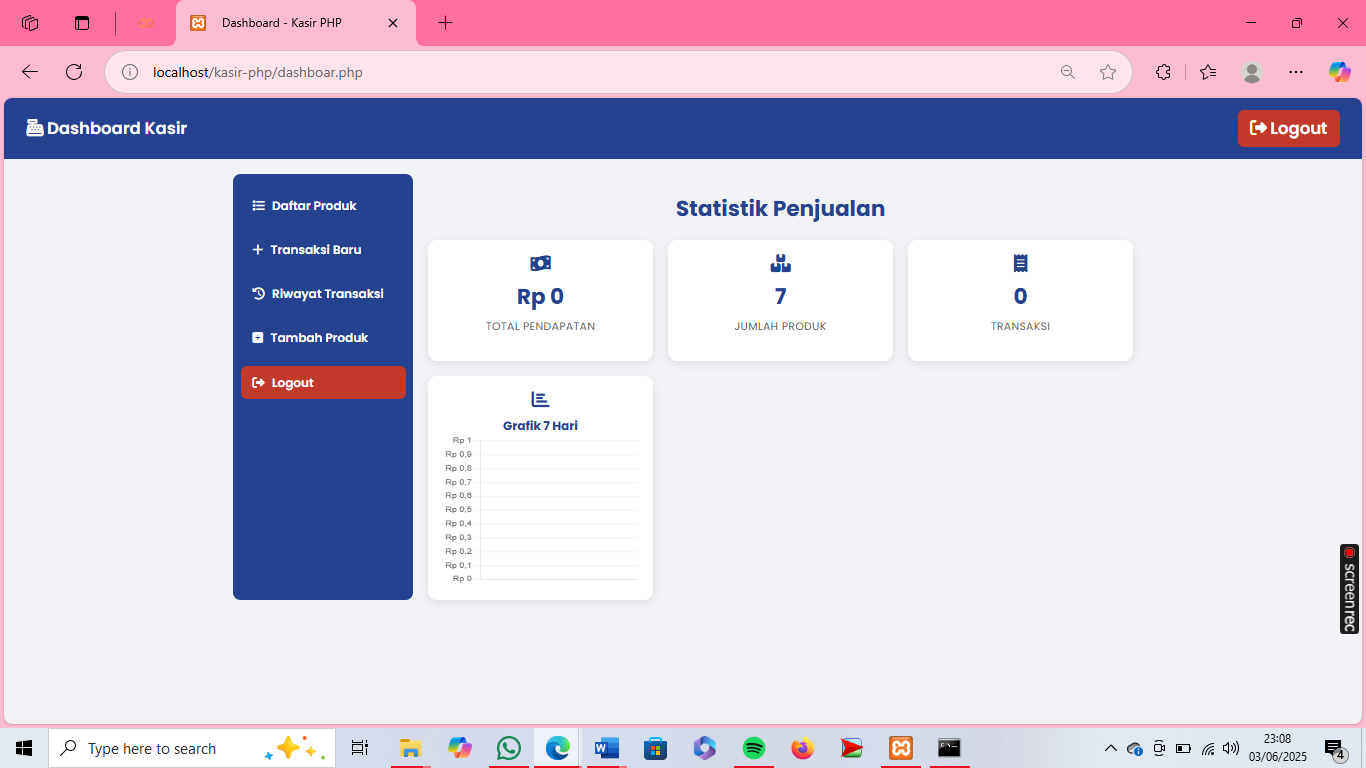 Dashboard - Kasir PHP
localhost/kasir-php/dashboar.php
Dashboard Kasir
Logout
Daftar Produk
Transaksi Baru
Riwayat Transaksi
Tambah Produk
Logout
Statistik Penjualan
Rp 0
TOTAL PENDAPATAN
7
JUMLAH PRODUK
0
TRANSAKSI
Grafik 7 Hari
Rp 1
Rp 0,9
Rp 0,8
Rp 0,7
Rp 0,6
Rp 0,5
Rp 0,4
Rp 0,3
Rp 0,2
Rp 0,1
Rp 0
screen rec
Type here to search
23:08
03/06/2025
4